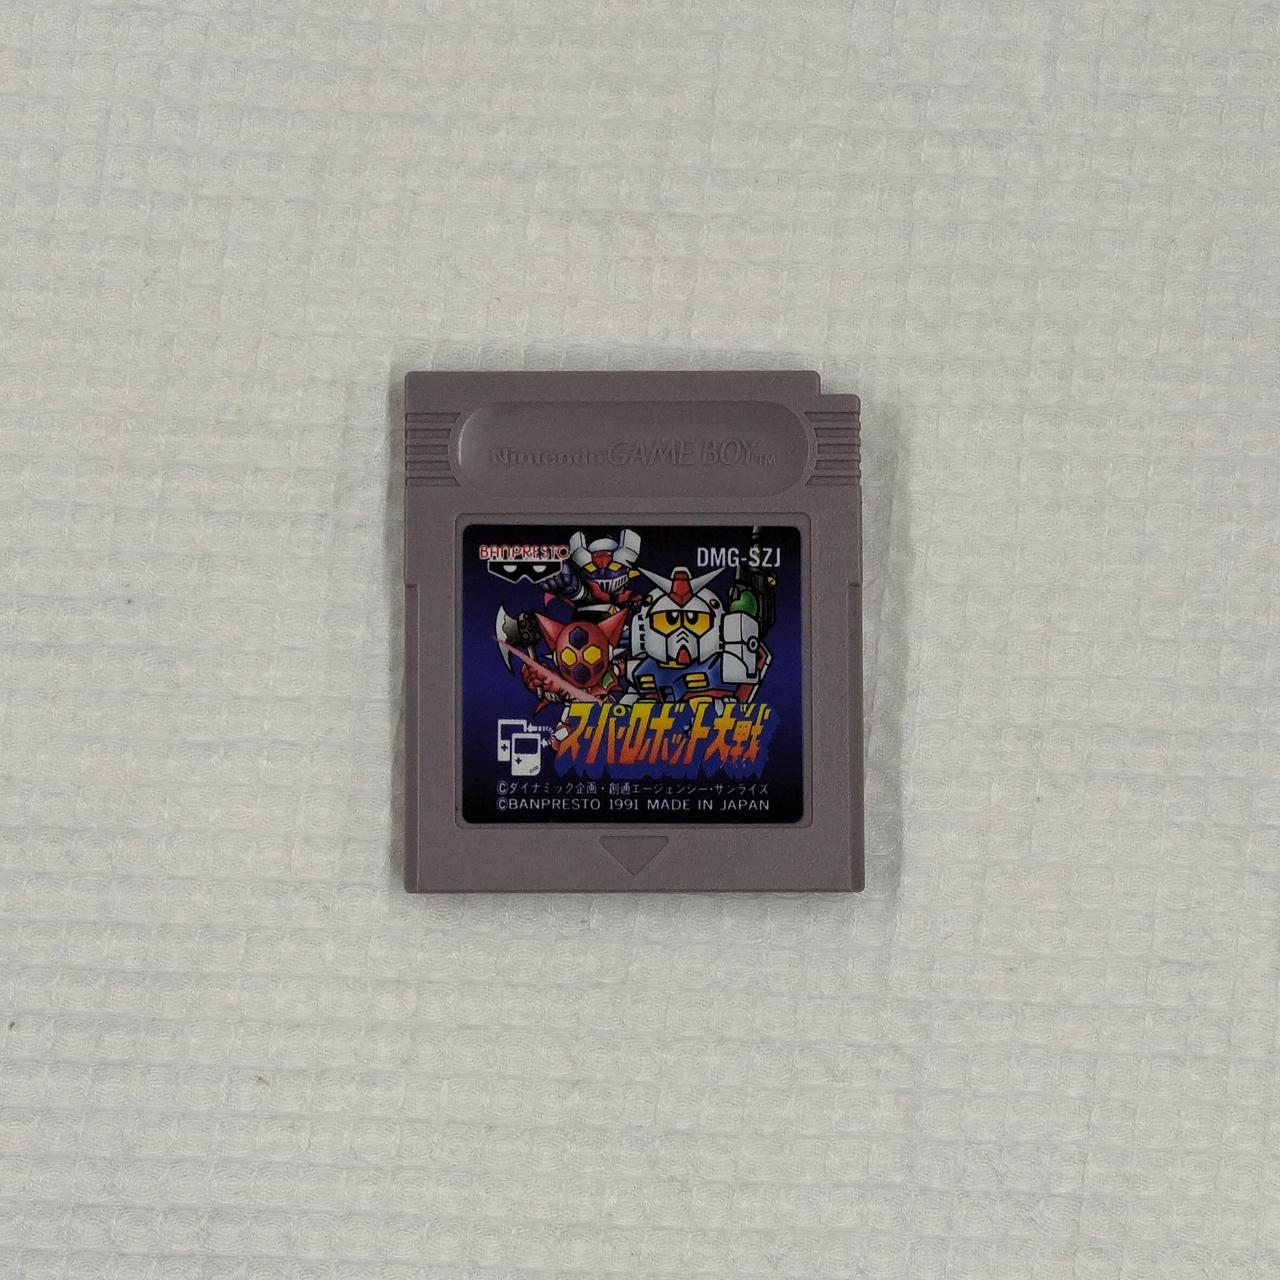 Nintendo GAME BOY TM
BANPRESTO
DMG-SZJ
スーパーロボット大戦
©ダイナミック企画・創通エージェンシー・サンライズ
©BANPRESTO 1991 MADE IN JAPAN